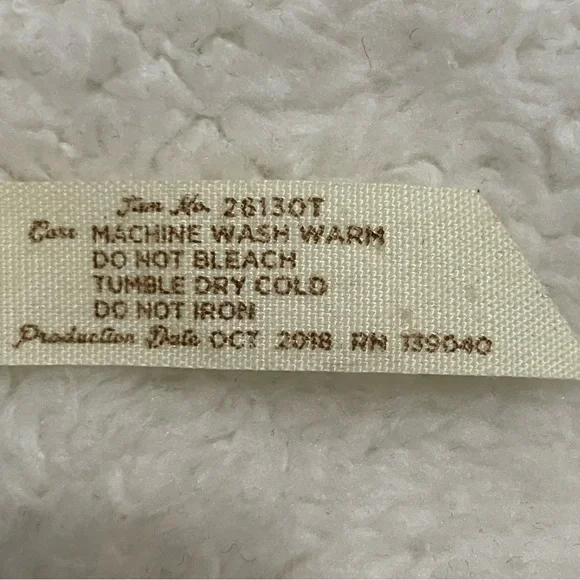 Item No. 26130T
Care MACHINE WASH WARM
DO NOT BLEACH
TUMBLE DRY COLD
DO NOT IRON
Production Date OCT 2018 RN 139040